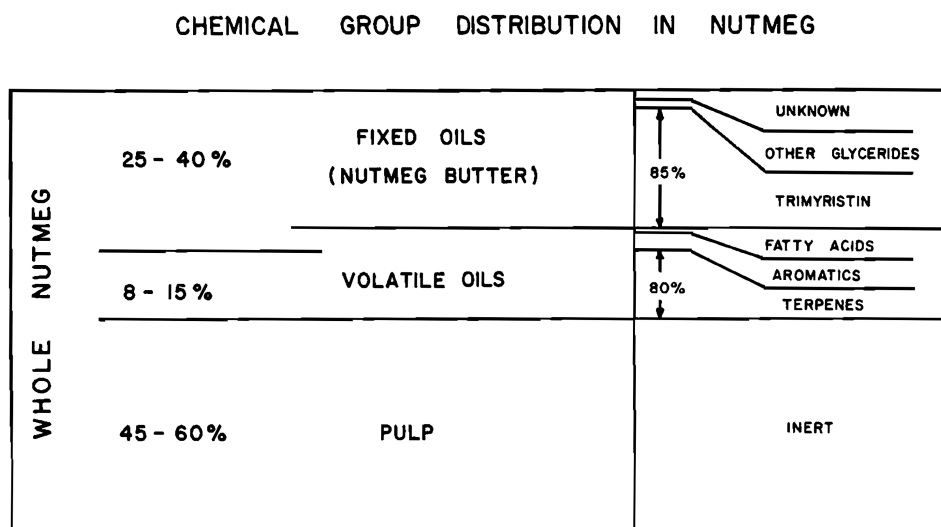 CHEMICAL GROUP DISTRIBUTION IN NUTMEG
WHOLE NUTMEG
25 - 40%
FIXED OILS
(NUTMEG BUTTER)
85%
UNKNOWN
OTHER GLYCERIDES
TRIMYRISTIN
8 - 15%
VOLATILE OILS
80%
FATTY ACIDS
AROMATICS
TERPENES
45 - 60%
PULP
INERT